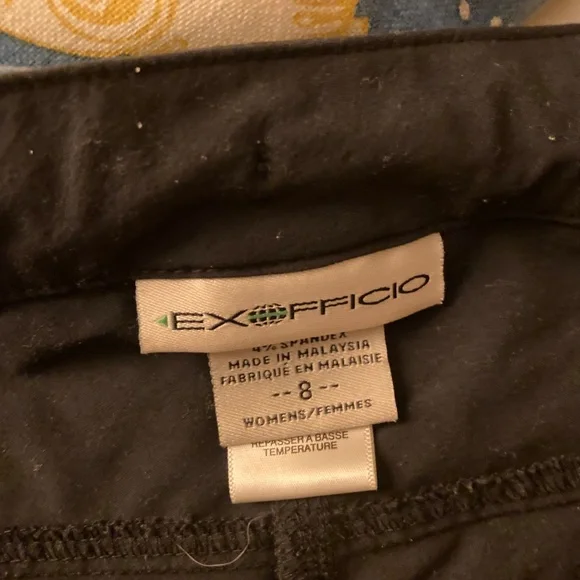 EXOFFICIO
4% SPANDEX
MADE IN MALAYSIA
FABRIQUÉ EN MALAISIE
-- 8 --
WOMENS/FEMMES
REPASSER A BASSE
TEMPERATURE